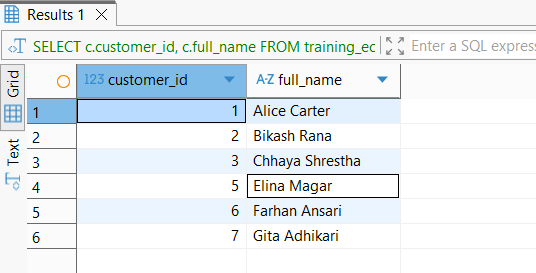 Results 1
SELECT c.customer_id, c.full_name FROM training_ec
Enter a SQL express
Grid
Text
123 customer_id A-Z full_name
1 1 Alice Carter
2 2 Bikash Rana
3 3 Chhaya Shrestha
4 5 Elina Magar
5 6 Farhan Ansari
6 7 Gita Adhikari